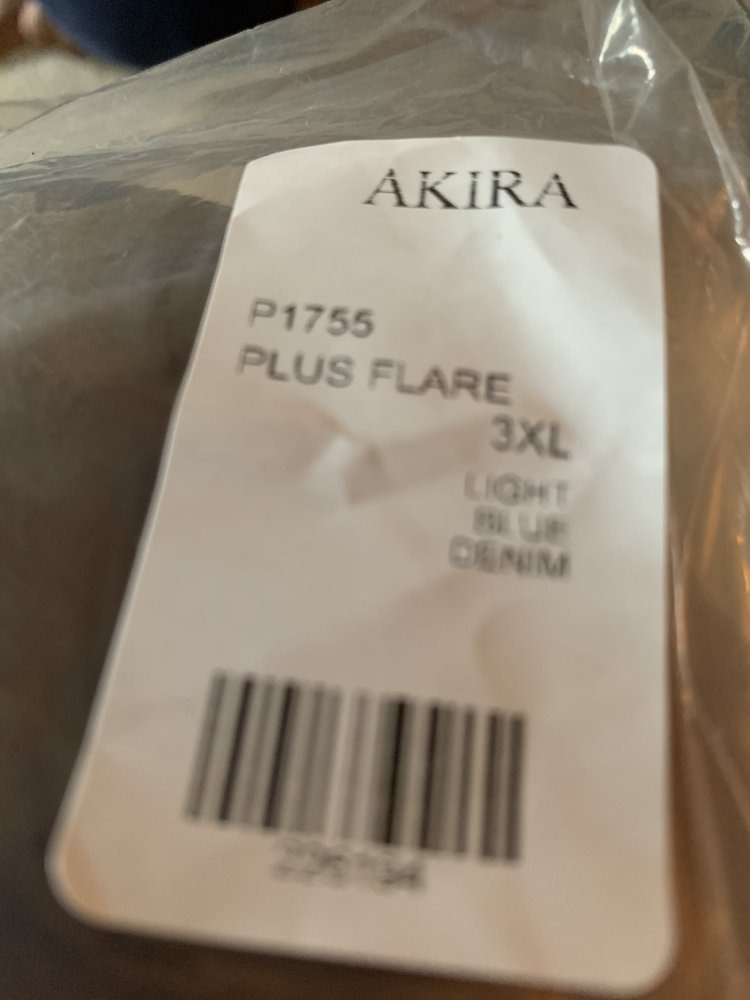 AKIRA
P1755
PLUS FLARE
3XL
LIGHT
BLUE
DENIM